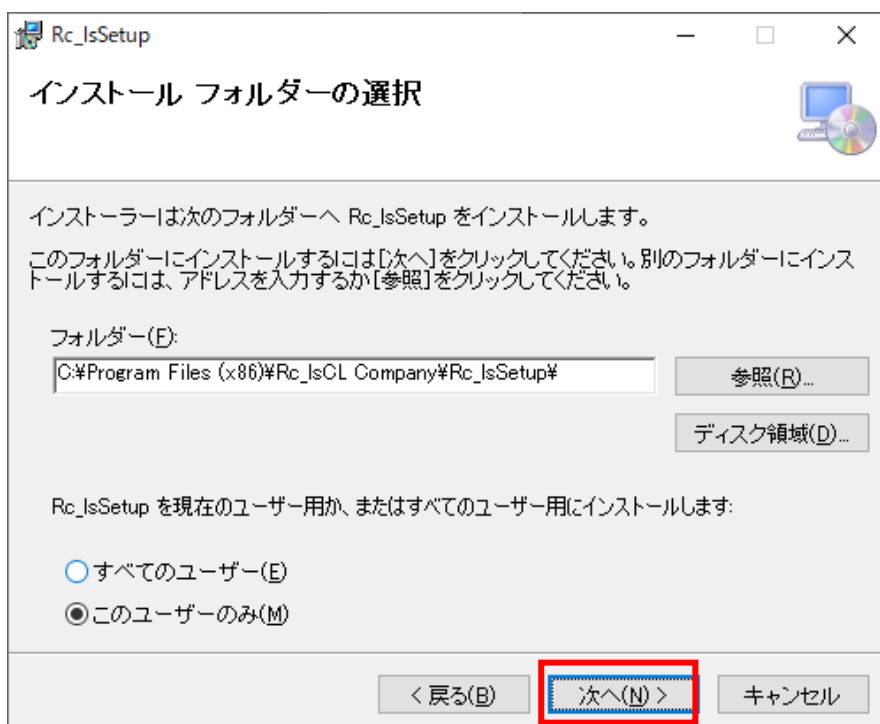 Rc_IsSetup
インストール フォルダーの選択
インストーラーは次のフォルダーへ Rc_IsSetup をインストールします。
このフォルダーにインストールするには[次へ]をクリックしてください。別のフォルダーにインス
トールするには、アドレスを入力するか[参照]をクリックしてください。
フォルダー(F):
C:¥Program Files (x86)¥Rc_IsCL Company¥Rc_IsSetup¥
参照(R)...
ディスク領域(D)...
Rc_IsSetup を現在のユーザー用か、またはすべてのユーザー用にインストールします:
すべてのユーザー(E)
このユーザーのみ(M)
< 戻る(B)
次へ(N) >
キャンセル